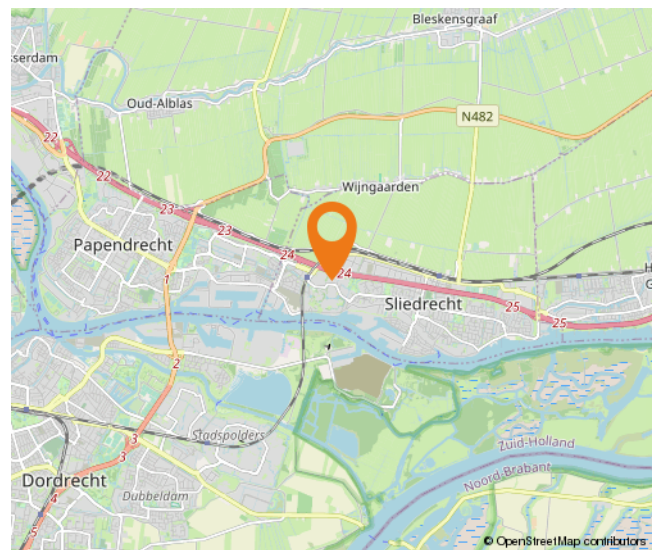 Bleskensgraaf
sserdam
Oud-Alblas
N482
22
22
Wijngaarden
23
23
Papendrecht
24
24
1
Sliedrecht
H
G
25
25
2
Stadspolders
3
3
Zuid-Holland
Noord-Brabant
Dordrecht
4
Dubbeldam
5
© OpenStreetMap contributors